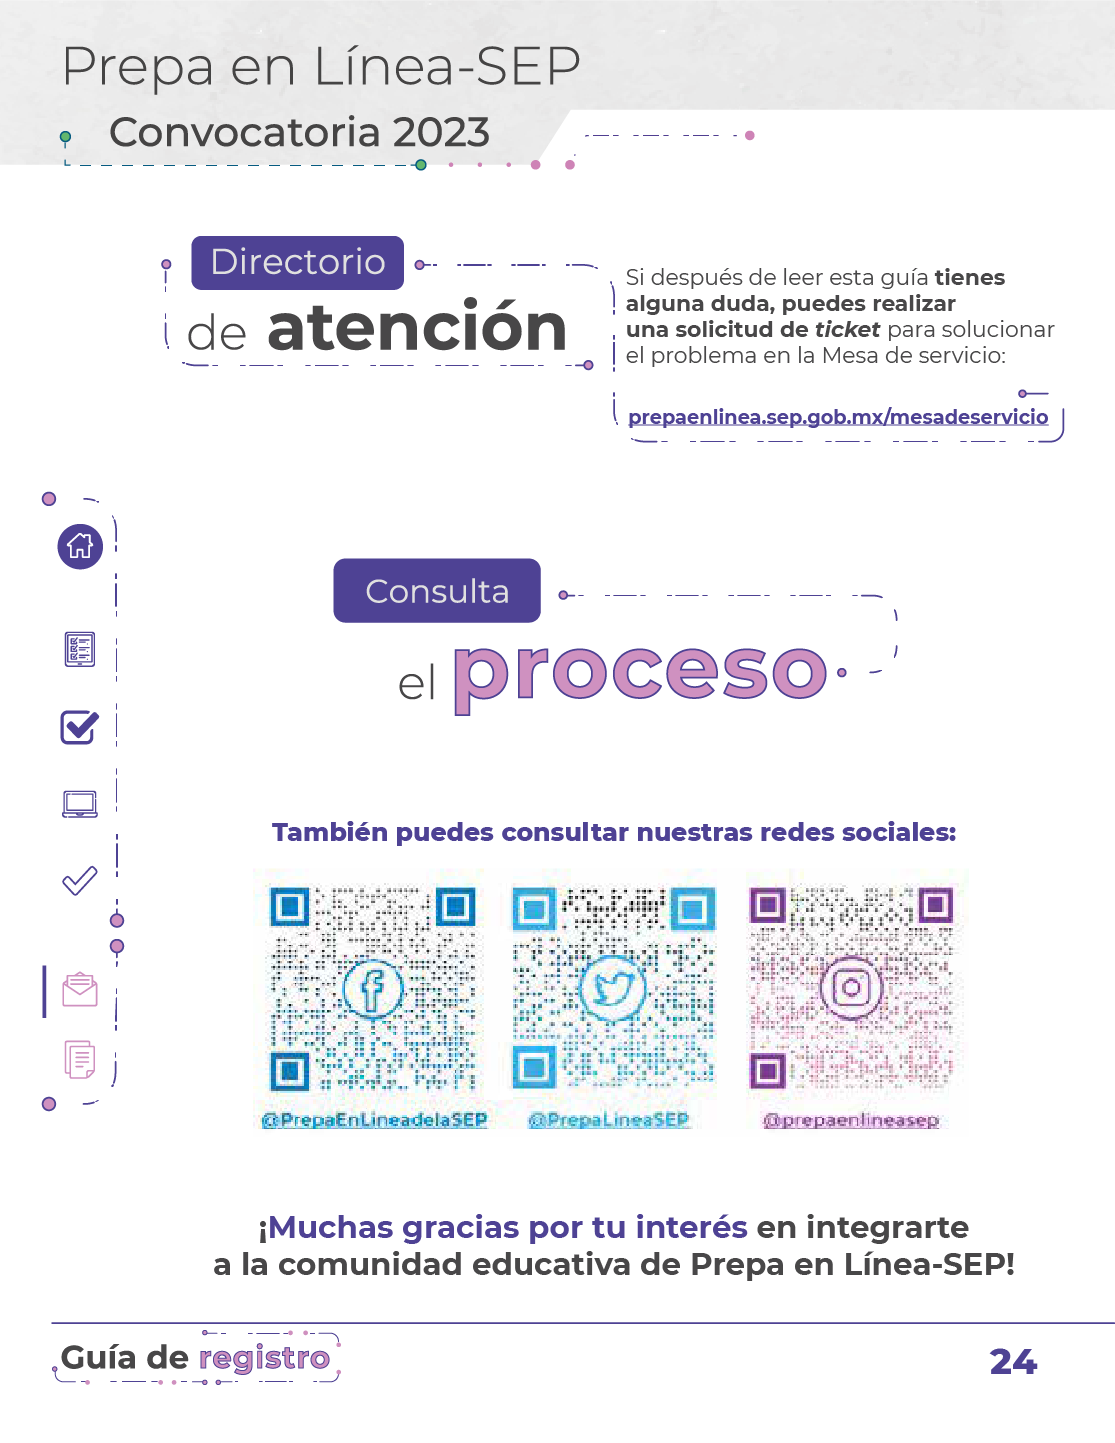 Prepa en Línea-SEP
Convocatoria 2023
Directorio
de atención
Si después de leer esta guía tienes
alguna duda, puedes realizar
una solicitud de ticket para solucionar
el problema en la Mesa de servicio:
prepaenlinea.sep.gob.mx/mesadeservicio
Consulta
el proceso
También puedes consultar nuestras redes sociales:
@PrepaEnLineadelaSEP
@PrepaLineaSEP
@prepaenlineasep
¡Muchas gracias por tu interés en integrarte
a la comunidad educativa de Prepa en Línea-SEP!
Guía de registro
24